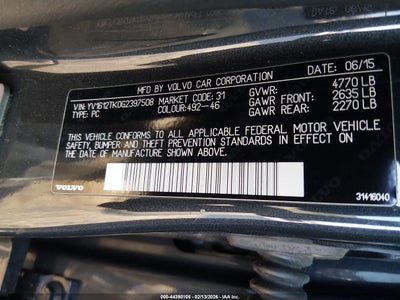 MFD BY VOLVO CAR CORPORATION DATE: 06/15
VIN: YV1612TK0G2397508 MARKET CODE: 31 GVWR: 4770 LB
TYPE: PC COLOUR:492-46 GAWR FRONT: 2635 LB
GAWR REAR: 2270 LB
THIS VEHICLE CONFORMS TO ALL APPLICABLE FEDERAL MOTOR VEHICLE
SAFETY, BUMPER AND THEFT PREVENTION STANDARDS IN EFFECT
ON THE DATE OF MANUFACTURE SHOWN ABOVE.
VOLVO 31416040
000-44390105 - 02/13/2026 - IAA Inc.